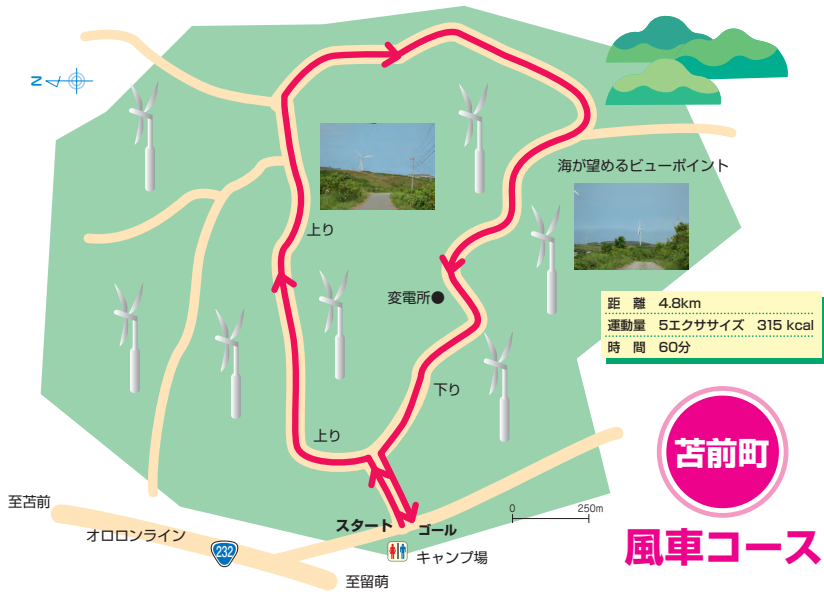 N
海が望めるビューポイント
上り
変電所●
距　離　4.8km
運動量　5エクササイズ　315 kcal
時　間　60分
下り
上り
苫前町
至苫前
オロロンライン
232
スタート
ゴール
0
250m
キャンプ場
至留萌
風車コース